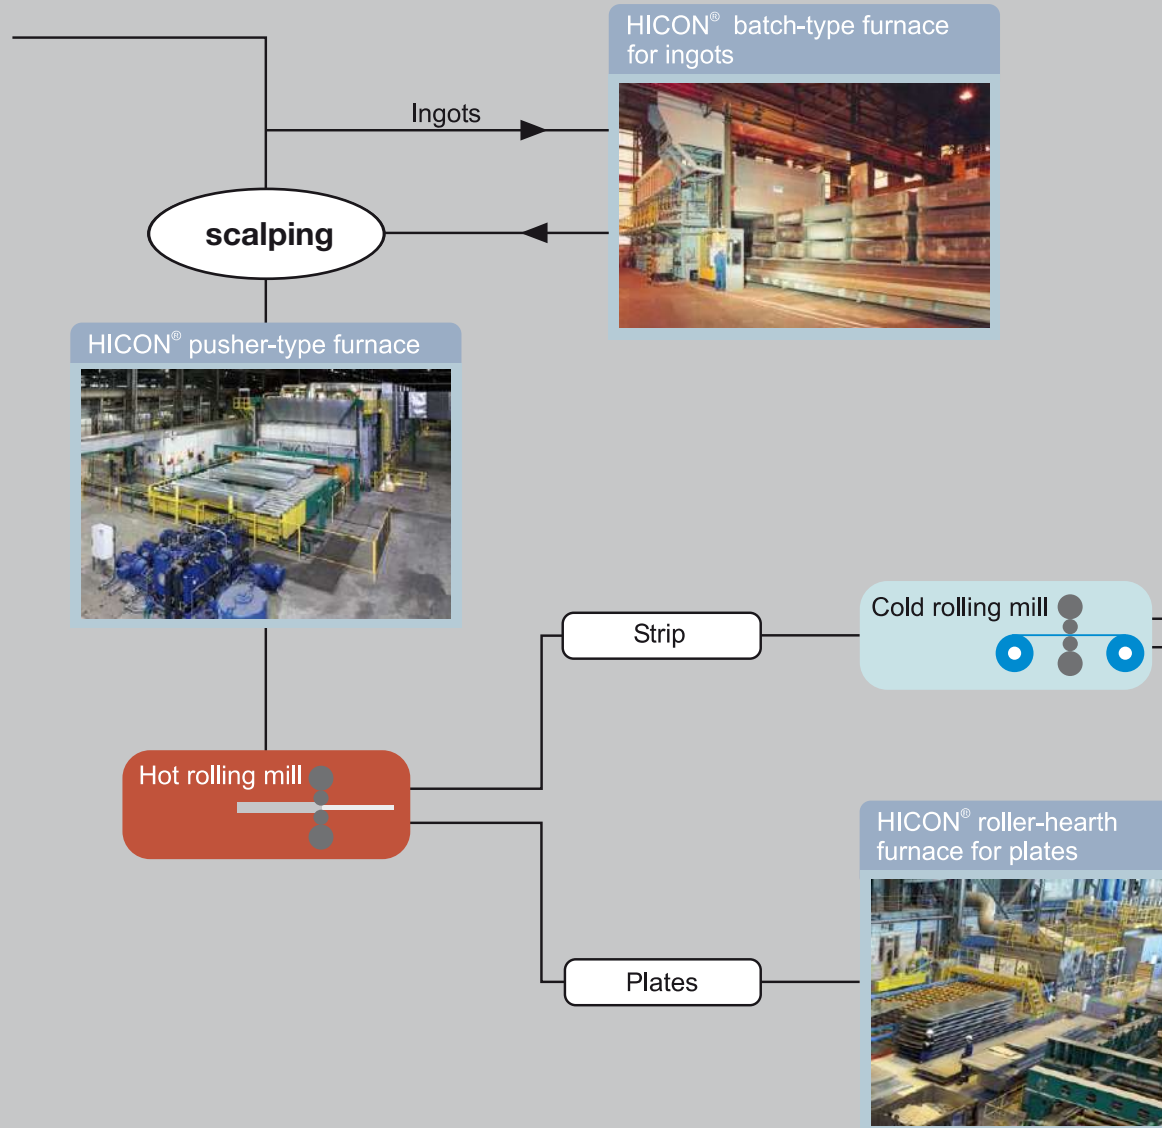 HICON® batch-type furnace
for ingots
Ingots
scalping
HICON® pusher-type furnace
Strip
Cold rolling mill
Hot rolling mill
HICON® roller-hearth
furnace for plates
Plates